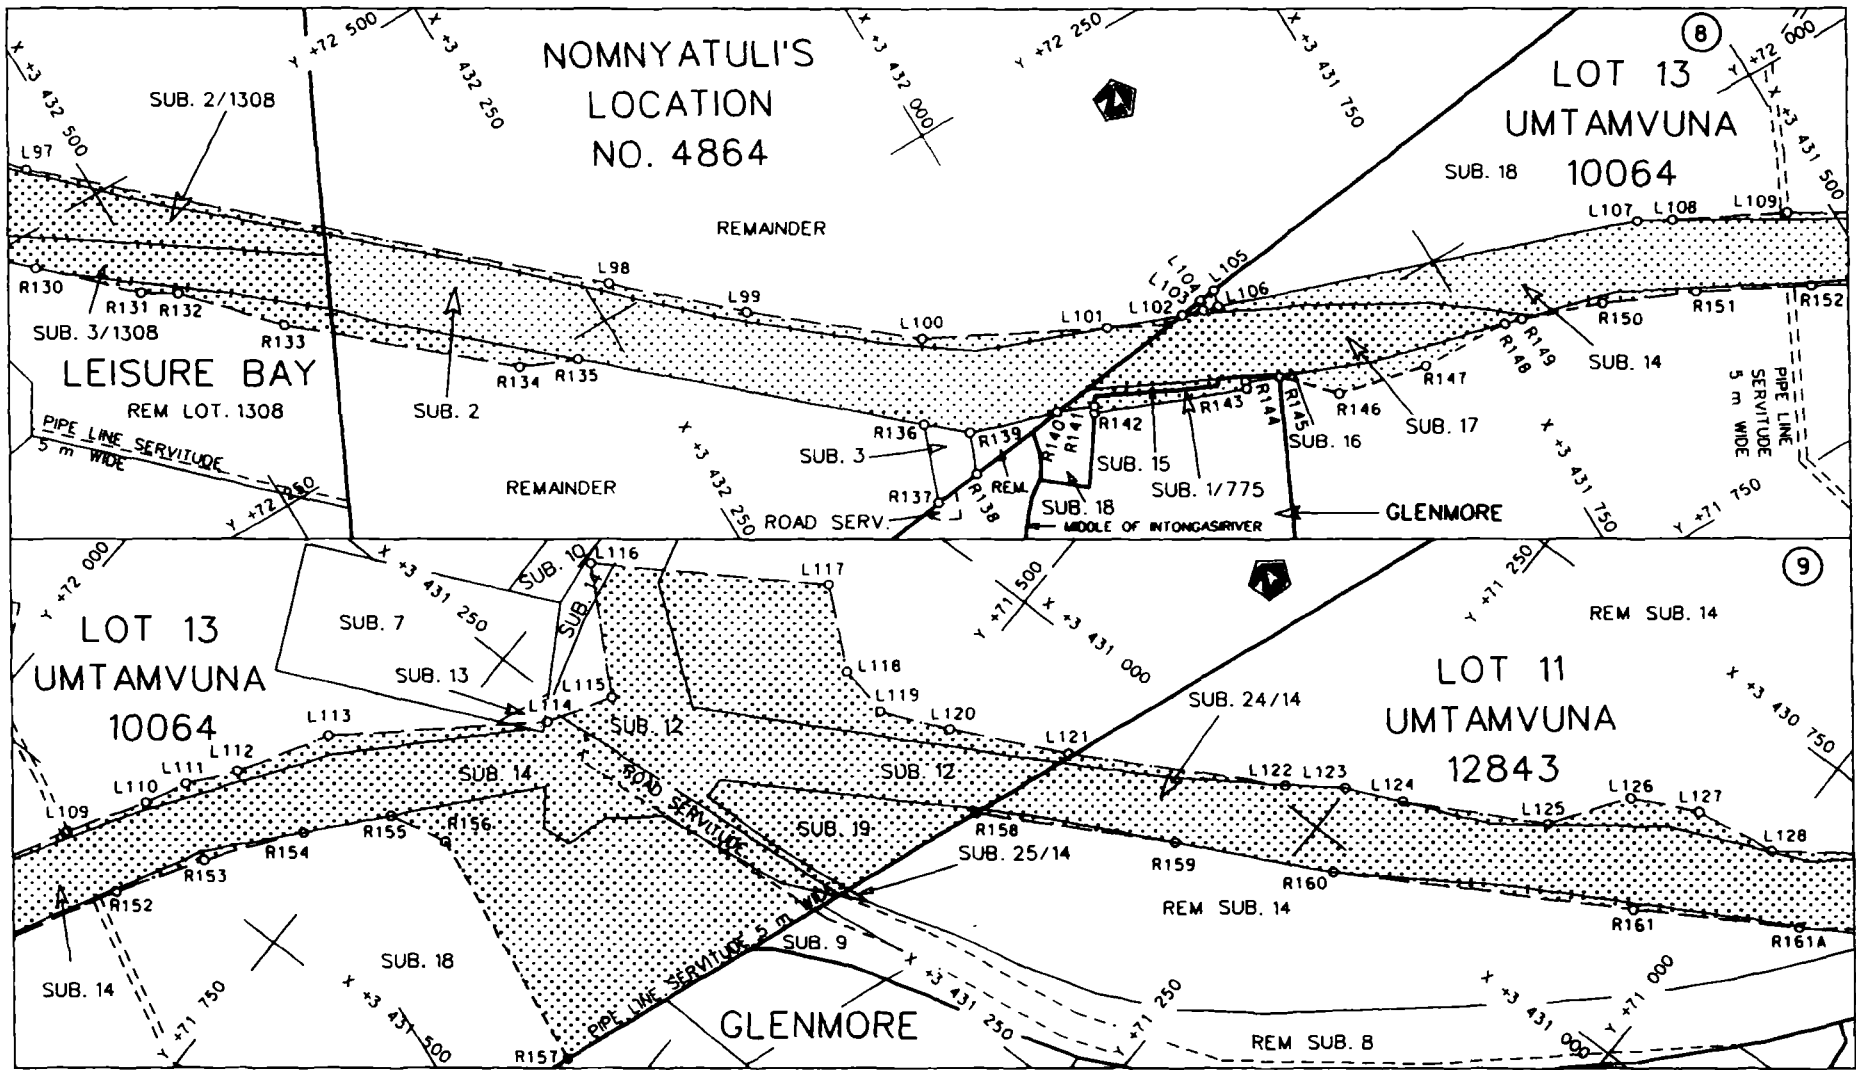 8
X +3 432 500
Y +72 500
X +3 432 250
NOMNYATULI'S
LOCATION
NO. 4864
X +3 432 000
Y +72 250
X +3 431 750
LOT 13
UMTAMVUNA
10064
Y +72 000
X +3 431 500
SUB. 2/1308
SUB. 18
REMAINDER
L97
L98
L99
L100
L101
L102
L103
L104
L105
L106
L107
L108
L109
R130
R131
R132
R133
R134
R135
R136
R137
R138
R139
R140
R141
R142
R143
R144
R145
R146
R147
R148
R149
R150
R151
R152
SUB. 3/1308
LEISURE BAY
REM LOT. 1308
PIPE LINE SERVITUDE
5 m WIDE
Y +72 250
SUB. 2
REMAINDER
SUB. 3
X +3 432 250
ROAD SERV.
REM.
SUB. 18
MIDDLE OF INTONGASIRIVER
SUB. 15
SUB. 1/775
SUB. 16
SUB. 17
SUB. 14
GLENMORE
X +3 431 750
Y +71 750
PIPE LINE
SERVITUDE
5 m WIDE
9
Y +72 000
X +3 431 250
SUB. 10
SUB. 14
SUB. 7
SUB. 13
LOT 13
UMTAMVUNA
10064
Y +71 500
X +3 431 000
Y +71 250
REM SUB. 14
LOT 11
UMTAMVUNA
12843
X +3 430 750
SUB. 24/14
L109
L110
L111
L112
L113
L114
L115
L116
L117
L118
L119
L120
L121
L122
L123
L124
L125
L126
L127
L128
SUB. 12
SUB. 14
SUB. 12
ROAD SERVITUDE
SUB. 19
SUB. 25/14
R152
R153
R154
R155
R156
R157
R158
R159
R160
R161
R161A
REM SUB. 14
SUB. 14
SUB. 18
Y +71 750
X +3 431 500
PIPE LINE SERVITUDE 5 m WIDE
SUB. 9
GLENMORE
X +3 431 250
Y +71 250
REM SUB. 8
X +3 431 000
Y +71 000